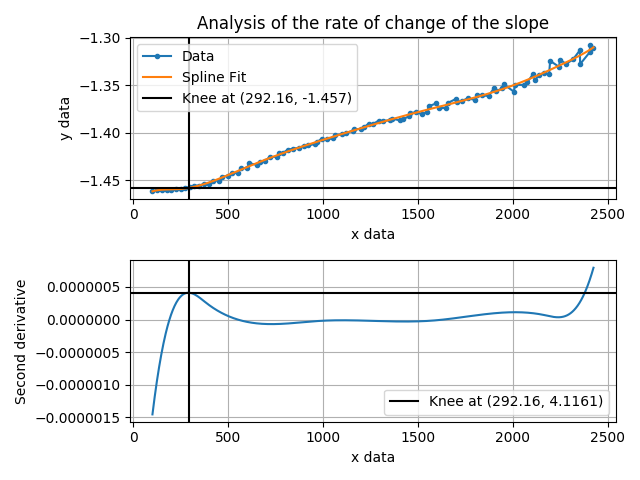 Analysis of the rate of change of the slope
−1.30
−1.35
−1.40
−1.45
y data
Data
Spline Fit
Knee at (292.16, -1.457)
0 500 1000 1500 2000 2500
x data
0.0000005
0.0000000
−0.0000005
−0.0000010
−0.0000015
Second derivative
Knee at (292.16, 4.1161)
0 500 1000 1500 2000 2500
x data